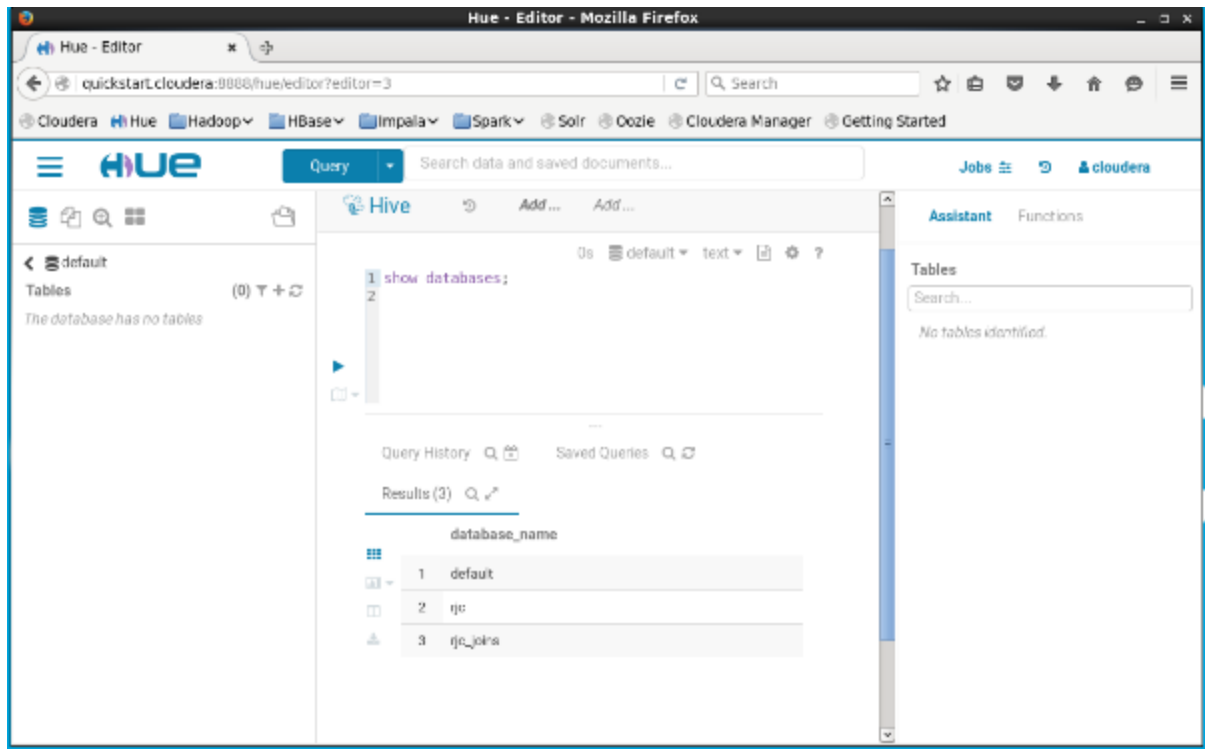 Hue - Editor - Mozilla Firefox
Hue - Editor
quickstart.cloudera:8888/hue/editor?editor=3
Search
Cloudera Hue Hadoop HBase Impala Spark Solr Oozie Cloudera Manager Getting Started
HUE Query Search data and saved documents... Jobs cloudera
Hive Add ... Add ...
Assistant Functions
default
0s default text ?
Tables (0)
The database has no tables
1 show databases;
2
Tables
Search...
No tables identified.
Query History Saved Queries
Results (3)
database_name
1 default
2 rjc
3 rjc_joins